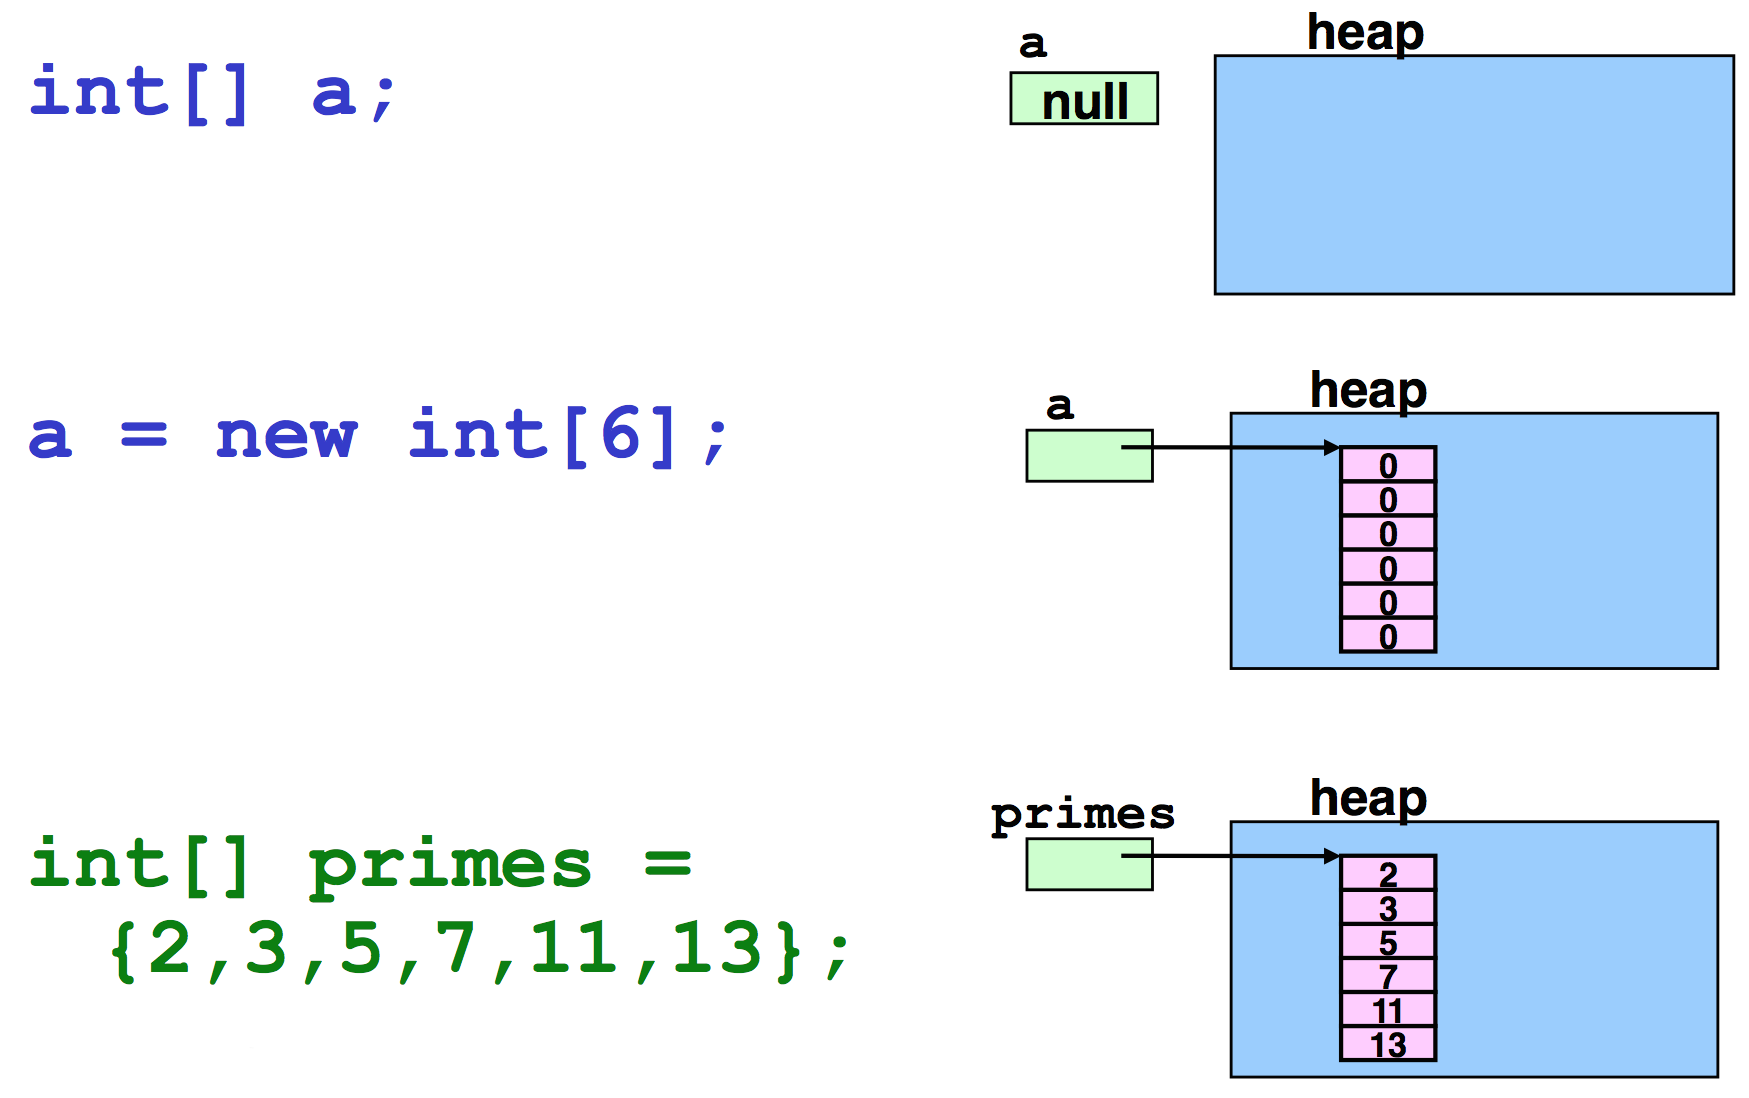 int[] a;
a
null
heap
a = new int[6];
a
heap
0
0
0
0
0
0
int[] primes =
{2,3,5,7,11,13};
primes
heap
2
3
5
7
11
13